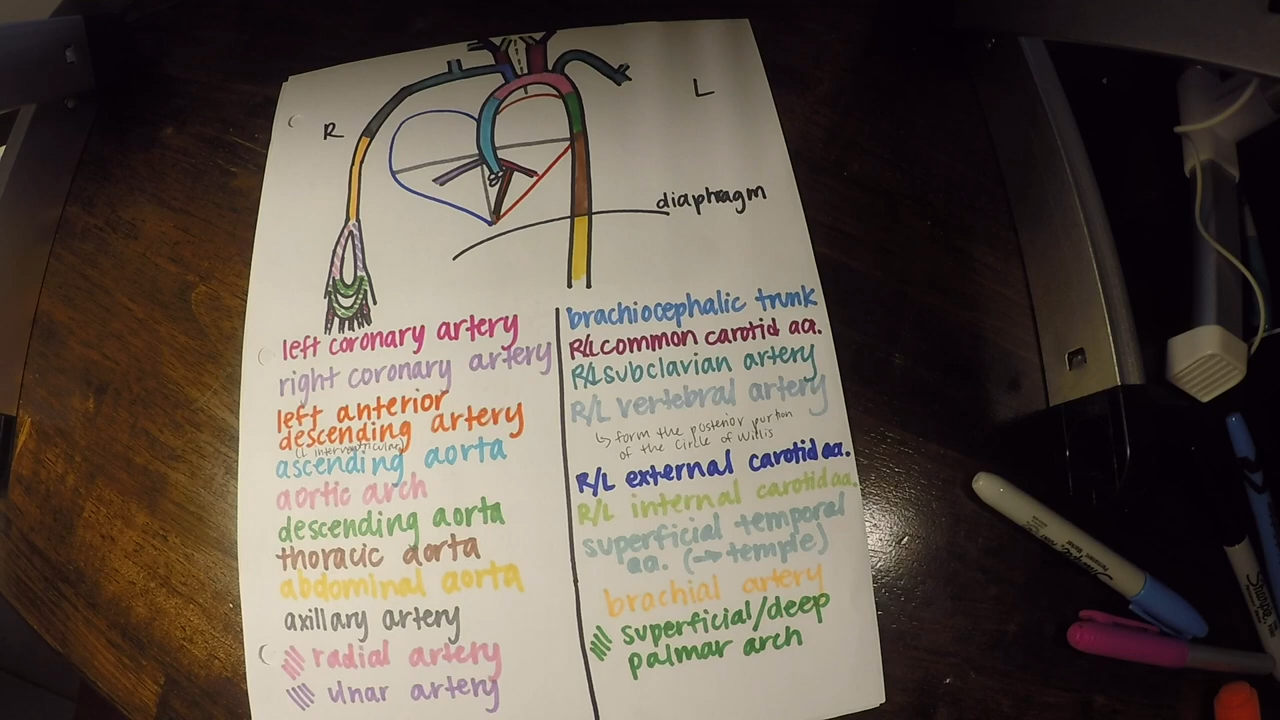 R
L
diaphragm
left coronary artery
right coronary artery
left anterior
descending artery
ascending aorta
aortic arch
descending aorta
thoracic aorta
abdominal aorta
axillary artery
radial artery
ulnar artery
brachiocephalic trunk
R/L common carotid aa.
R/L subclavian artery
R/L vertebral artery
↳ form the posterior portion
of the Circle of Willis
R/L external carotid aa.
R/L internal carotid aa.
superficial temporal
aa. (→ temple)
brachial artery
superficial/deep
palmar arch
Sharpie